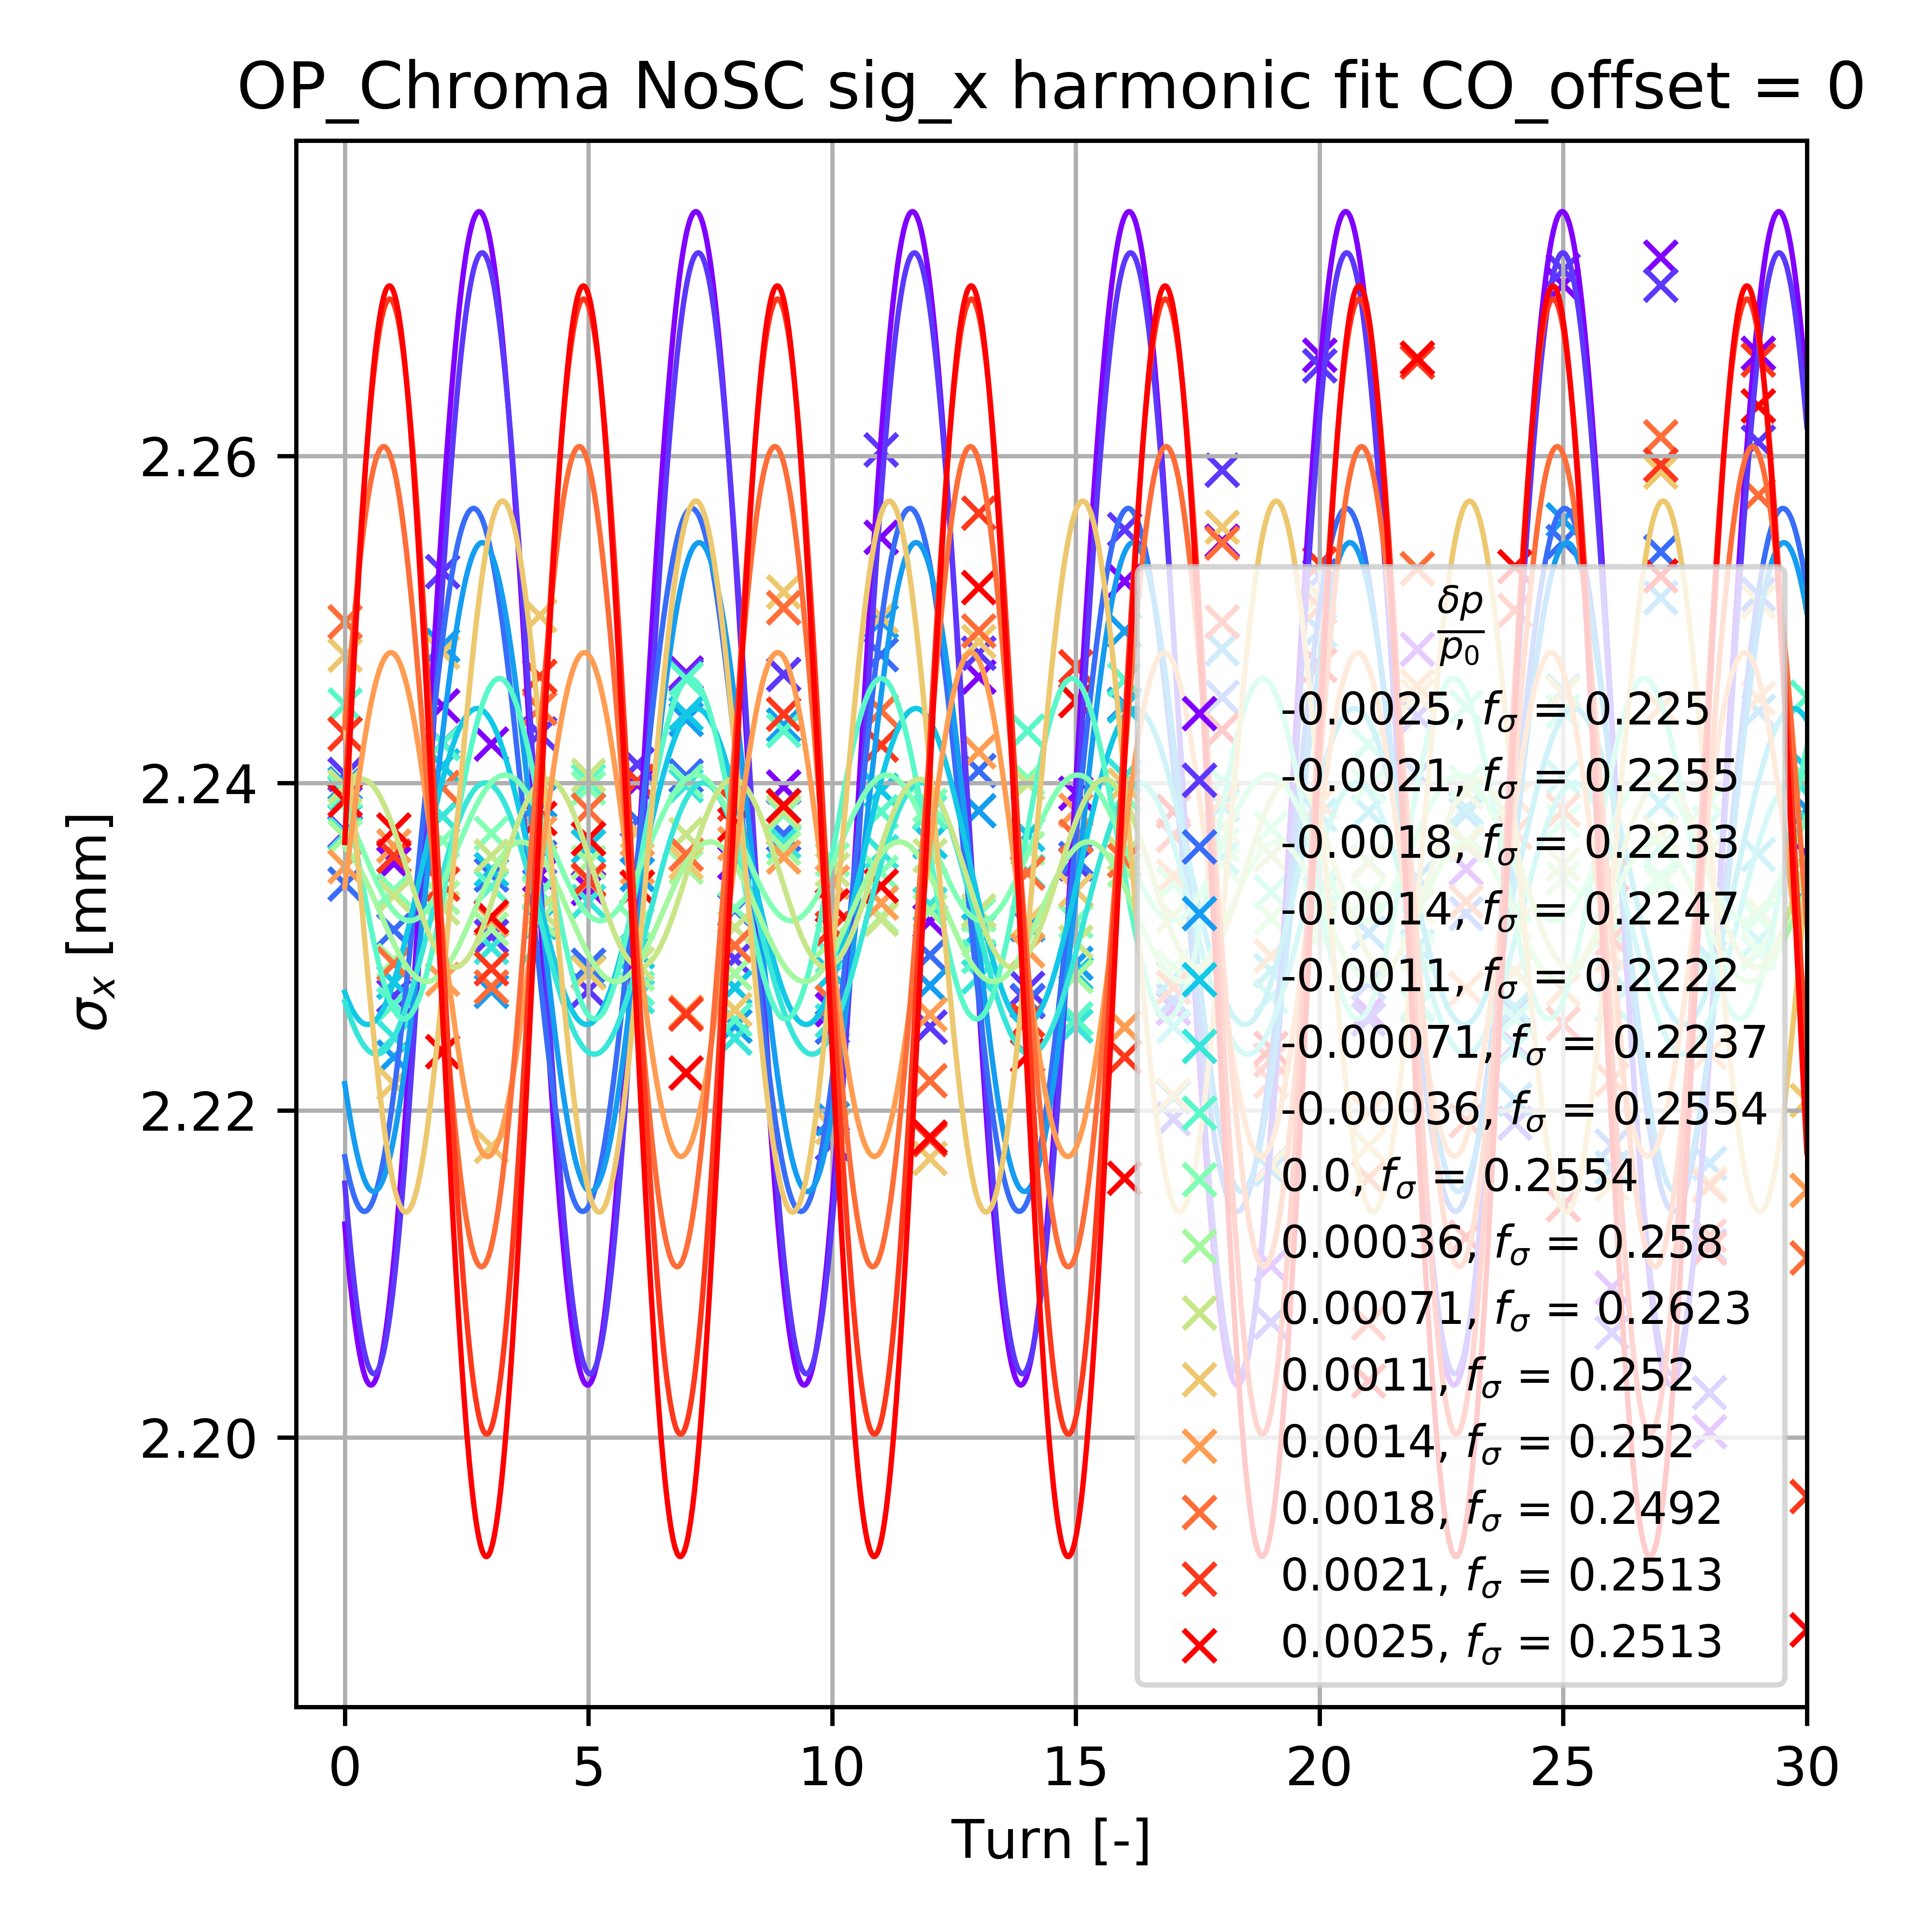 OP_Chroma NoSC sig_x harmonic fit CO_offset = 0
σx [mm]
2.26
2.24
2.22
2.20
δp
p0
-0.0025, fσ = 0.225
-0.0021, fσ = 0.2255
-0.0018, fσ = 0.2233
-0.0014, fσ = 0.2247
-0.0011, fσ = 0.2222
-0.00071, fσ = 0.2237
-0.00036, fσ = 0.2554
0.0, fσ = 0.2554
0.00036, fσ = 0.258
0.00071, fσ = 0.2623
0.0011, fσ = 0.252
0.0014, fσ = 0.252
0.0018, fσ = 0.2492
0.0021, fσ = 0.2513
0.0025, fσ = 0.2513
0 5 10 15 20 25 30
Turn [-]